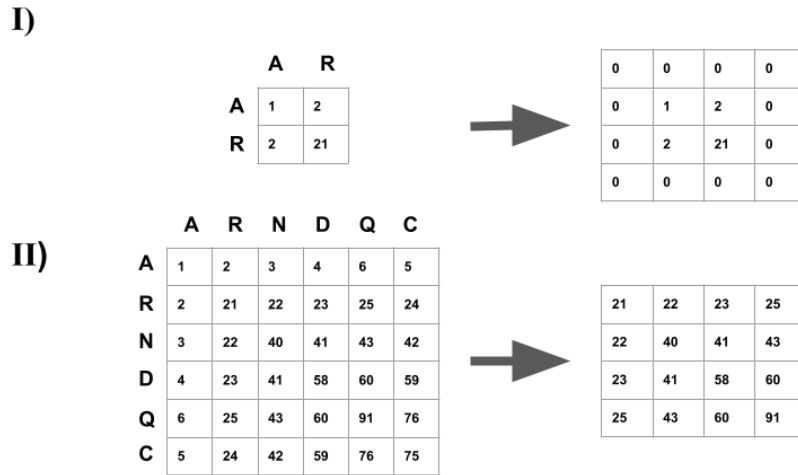 I)
A R
A 1 2
R 2 21
0 0 0 0
0 1 2 0
0 2 21 0
0 0 0 0
II)
A R N D Q C
A 1 2 3 4 6 5
R 2 21 22 23 25 24
N 3 22 40 41 43 42
D 4 23 41 58 60 59
Q 6 25 43 60 91 76
C 5 24 42 59 76 75
21 22 23 25
22 40 41 43
23 41 58 60
25 43 60 91